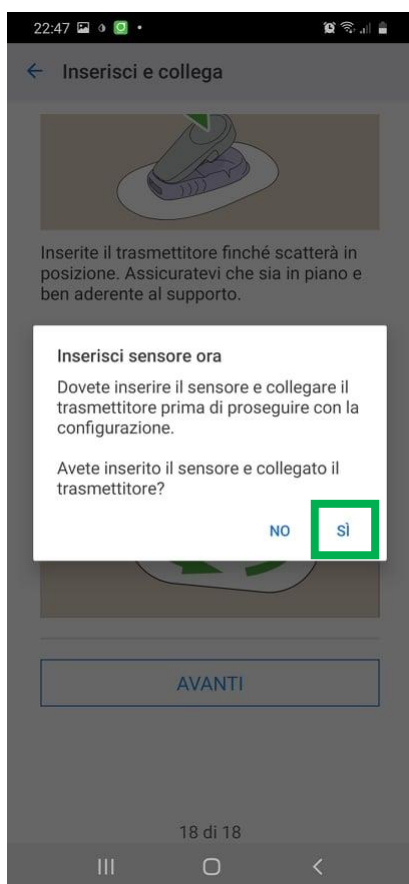 22:47
Inserisci e collega
Inserite il trasmettitore finché scatterà in
posizione. Assicuratevi che sia in piano e
ben aderente al supporto.
Inserisci sensore ora
Dovete inserire il sensore e collegare il
trasmettitore prima di proseguire con la
configurazione.
Avete inserito il sensore e collegato il
trasmettitore?
NO SÌ
AVANTI
18 di 18